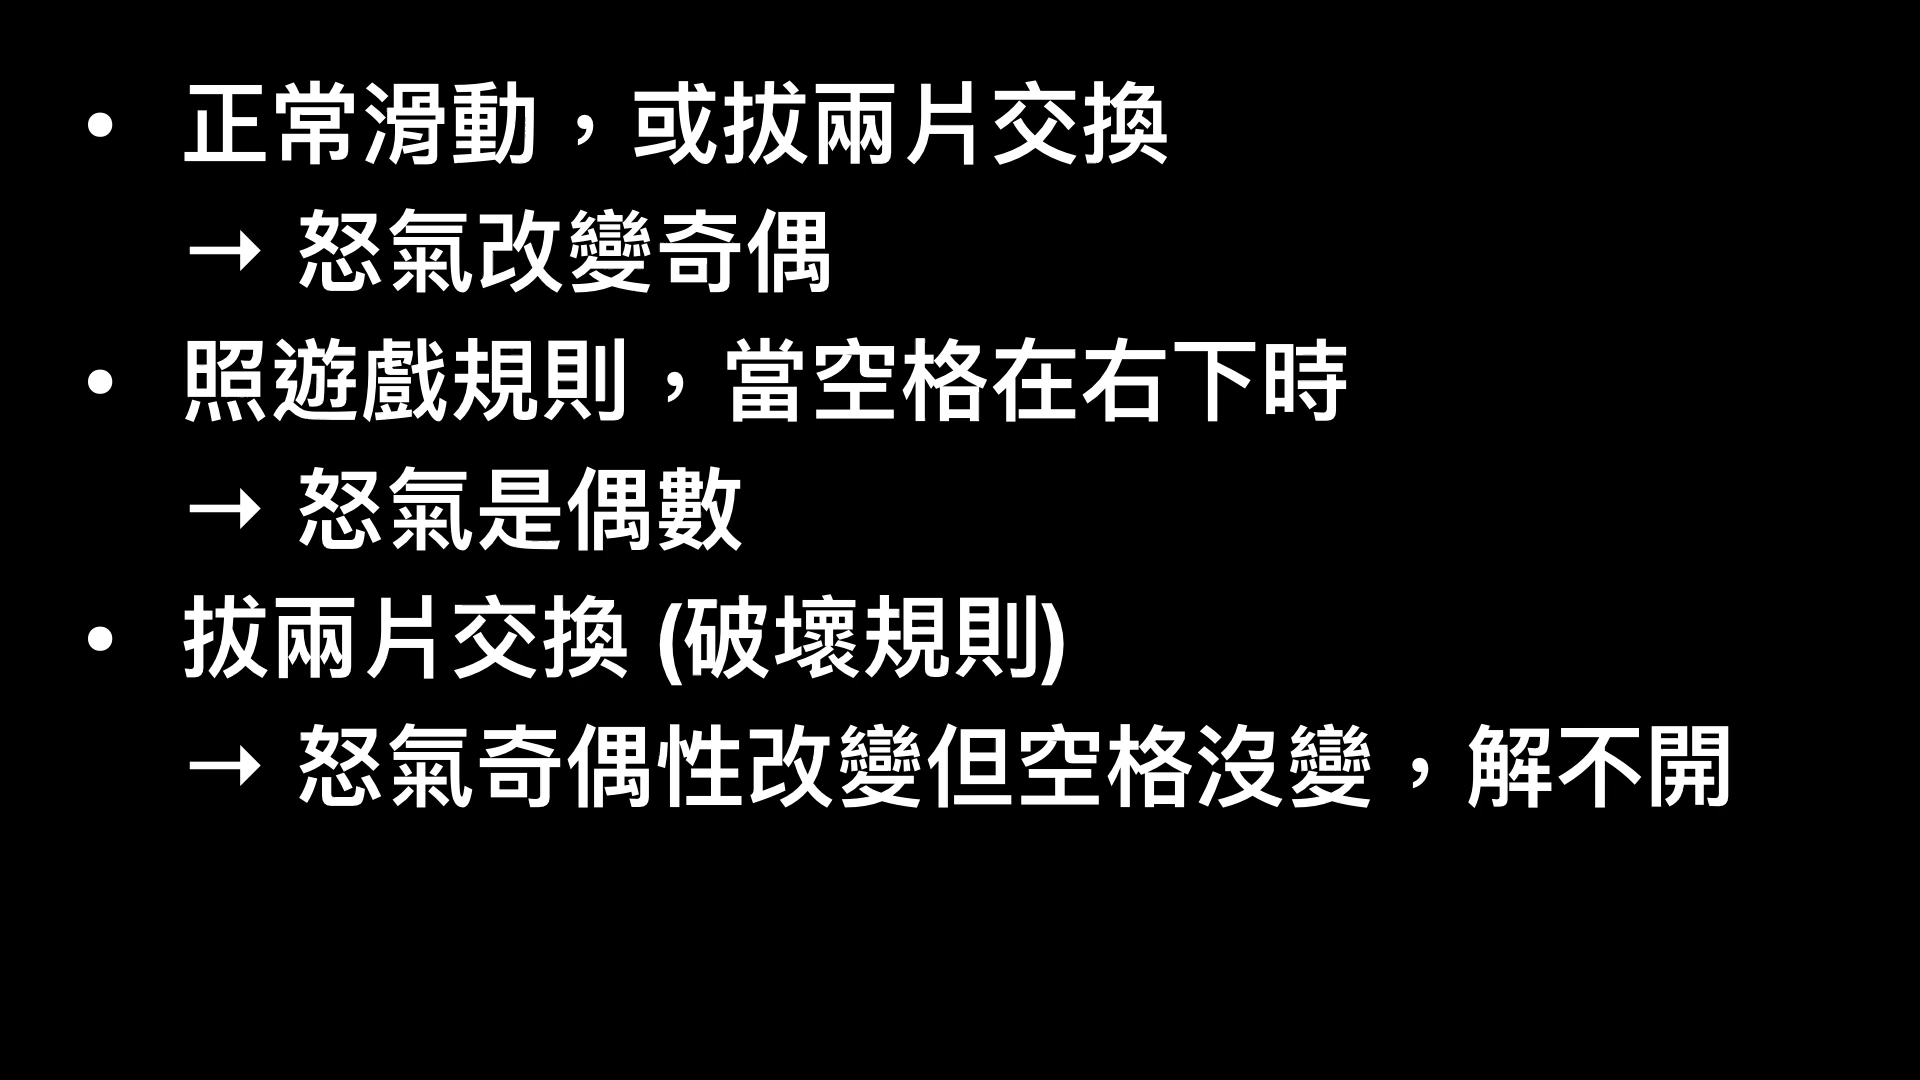 • 正常滑動，或拔兩片交換
→ 怒氣改變奇偶
• 照遊戲規則，當空格在右下時
→ 怒氣是偶數
• 拔兩片交換 (破壞規則)
→ 怒氣奇偶性改變但空格沒變，解不開